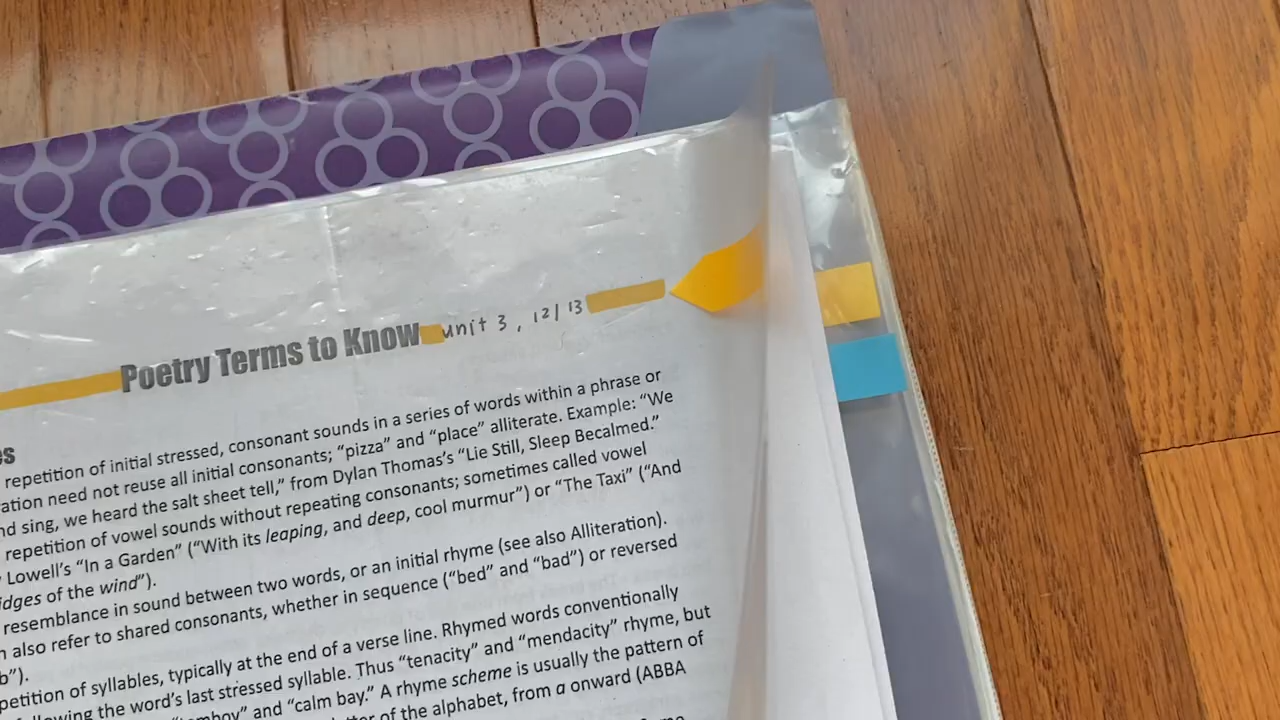 Poetry Terms to Know unit 3, 12/13
es
repetition of initial stressed, consonant sounds in a series of words within a phrase or
ation need not reuse all initial consonants; “pizza” and “place” alliterate. Example: “We
nd sing, we heard the salt sheet tell,” from Dylan Thomas’s “Lie Still, Sleep Becalmed.”
repetition of vowel sounds without repeating consonants; sometimes called vowel
Lowell’s “In a Garden” (“With its leaping, and deep, cool murmur”) or “The Taxi” (“And
idges of the wind”).
resemblance in sound between two words, or an initial rhyme (see also Alliteration).
n also refer to shared consonants, whether in sequence (“bed” and “bad”) or reversed
b”).
petition of syllables, typically at the end of a verse line. Rhymed words conventionally
following the word’s last stressed syllable. Thus “tenacity” and “mendacity” rhyme, but
and “calm bay.” A rhyme scheme is usually the pattern of
of the alphabet, from a onward (ABBA